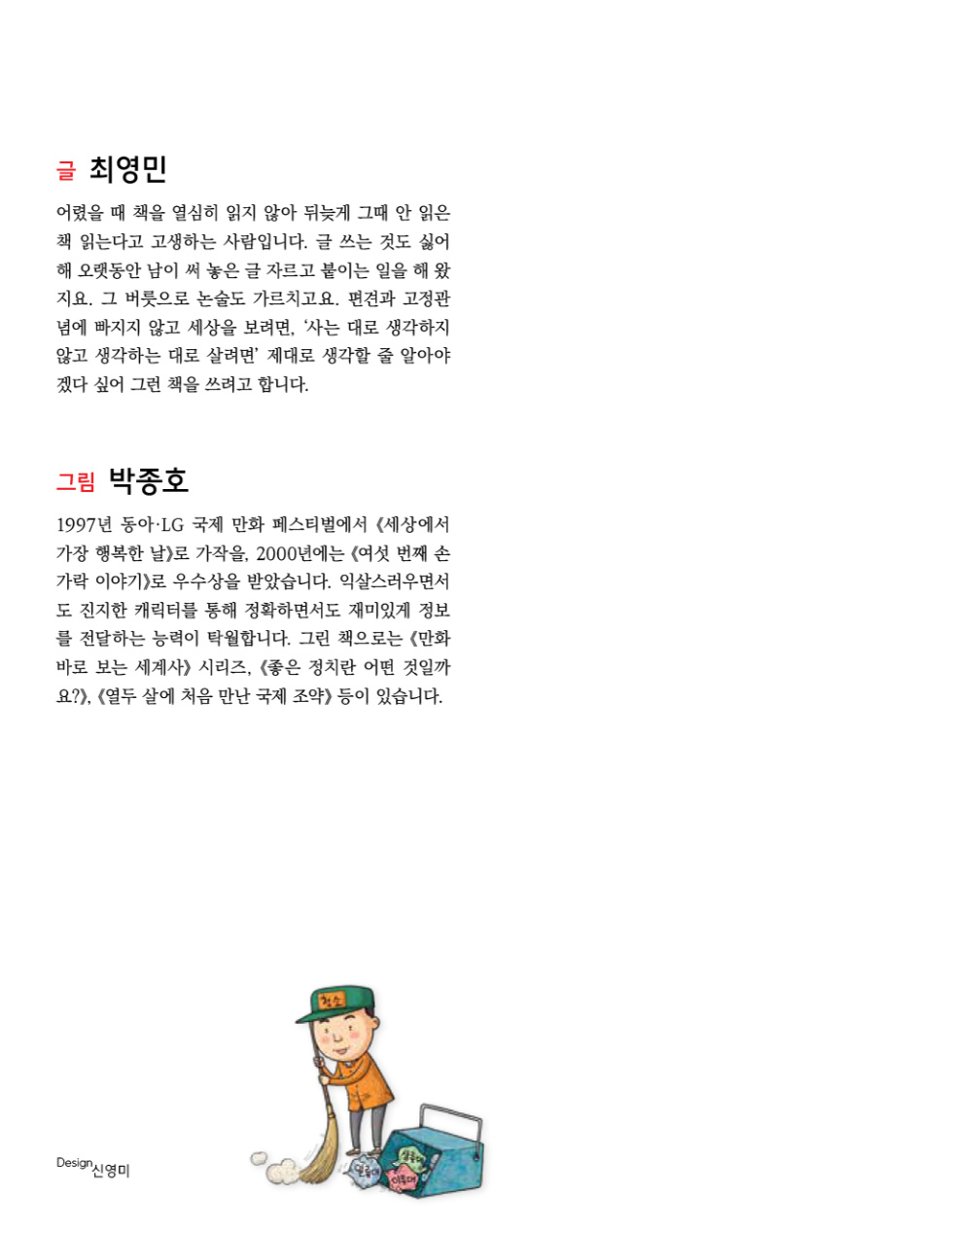 글 최영민
어렸을 때 책을 열심히 읽지 않아 뒤늦게 그때 안 읽은
책 읽는다고 고생하는 사람입니다. 글 쓰는 것도 싫어
해 오랫동안 남이 써 놓은 글 자르고 붙이는 일을 해 왔
지요. 그 버릇으로 논술도 가르치고요. 편견과 고정관
념에 빠지지 않고 세상을 보려면, ‘사는 대로 생각하지
않고 생각하는 대로 살려면’ 제대로 생각할 줄 알아야
겠다 싶어 그런 책을 쓰려고 합니다.
그림 박종호
1997년 동아·LG 국제 만화 페스티벌에서 《세상에서
가장 행복한 날》로 가작을, 2000년에는 《여섯 번째 손
가락 이야기》로 우수상을 받았습니다. 익살스러우면서
도 진지한 캐릭터를 통해 정확하면서도 재미있게 정보
를 전달하는 능력이 탁월합니다. 그린 책으로는 《만화
바로 보는 세계사》 시리즈, 《좋은 정치란 어떤 것일까
요?》, 《열두 살에 처음 만난 국제 조약》 등이 있습니다.
청소
Design 신영미